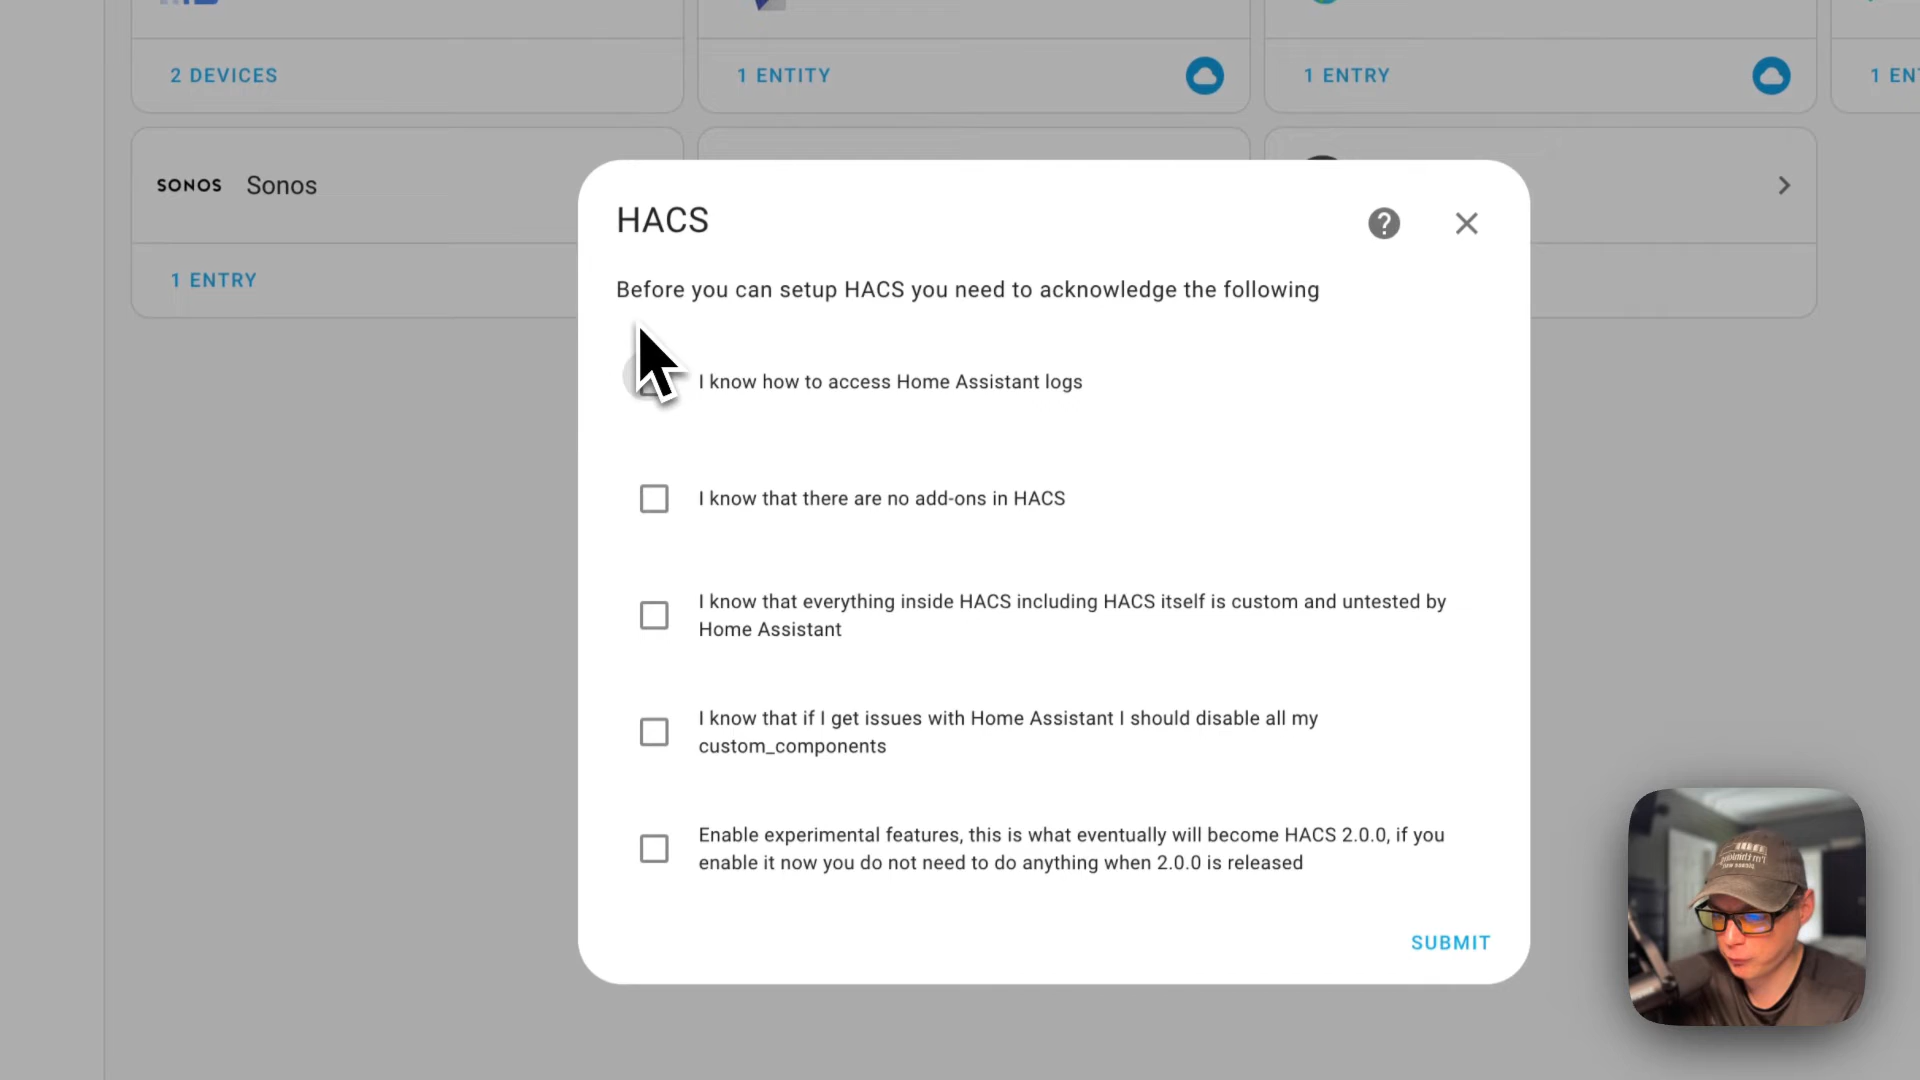 2 DEVICES
1 ENTITY
1 ENTRY
SONOS Sonos
1 ENTRY
HACS
Before you can setup HACS you need to acknowledge the following
I know how to access Home Assistant logs
I know that there are no add-ons in HACS
I know that everything inside HACS including HACS itself is custom and untested by
Home Assistant
I know that if I get issues with Home Assistant I should disable all my
custom_components
Enable experimental features, this is what eventually will become HACS 2.0.0, if you
enable it now you do not need to do anything when 2.0.0 is released
SUBMIT